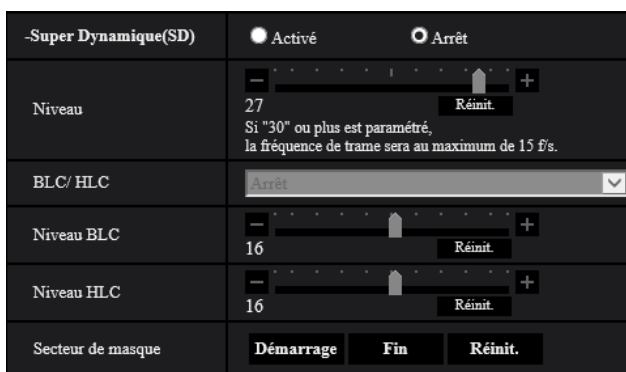 -Super Dynamique(SD) Activé Arrêt
Niveau
27 Réinit.
Si "30" ou plus est paramétré,
la fréquence de trame sera au maximum de 15 f/s.
BLC/ HLC Arrêt
Niveau BLC
16 Réinit.
Niveau HLC
16 Réinit.
Secteur de masque Démarrage Fin Réinit.